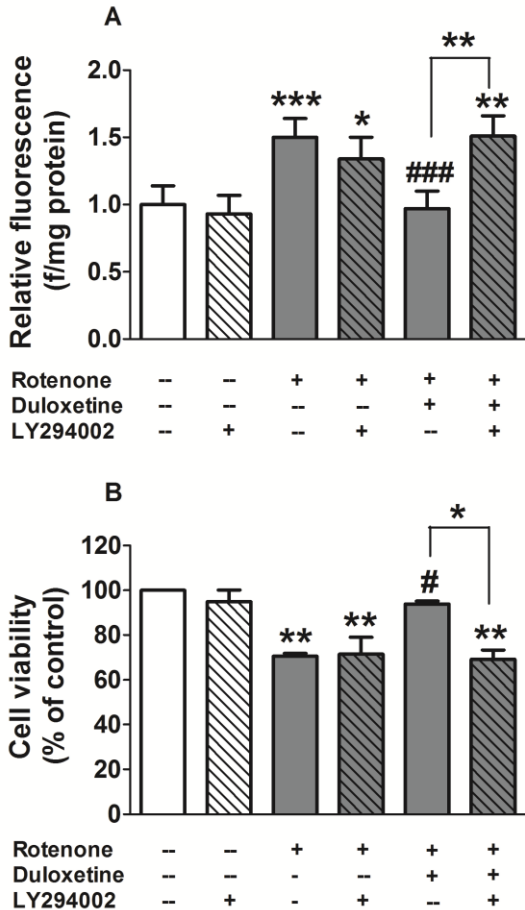 A
Relative fluorescence
(f/mg protein)
2.0
1.5
1.0
0.5
0.0
***
*
###
**
**
Rotenone -- -- + + + +
Duloxetine -- -- -- -- + +
LY294002 -- + -- + -- +
B
Cell viability
(% of control)
120
100
80
60
40
20
0
**
**
#
*
**
Rotenone -- -- + + + +
Duloxetine -- -- - -- + +
LY294002 -- + - + -- +